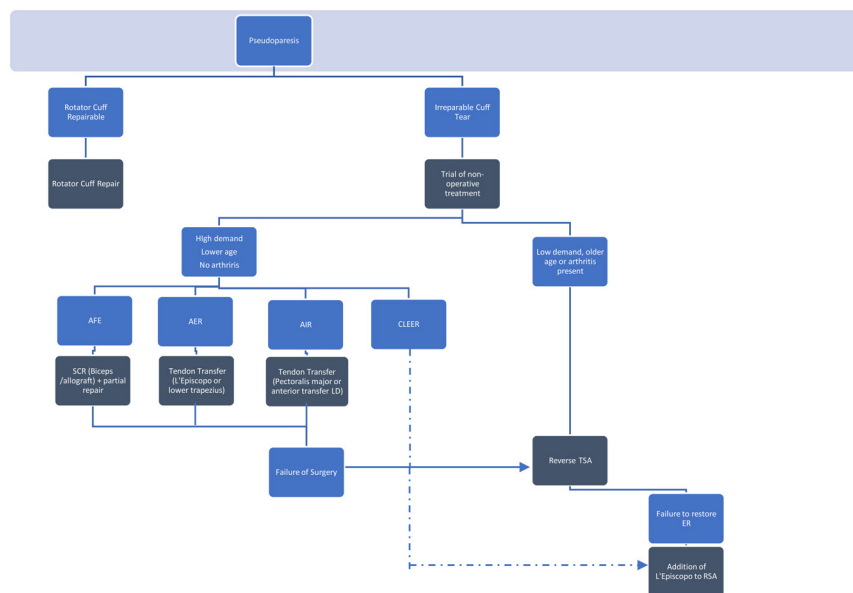 Pseudoparesis
Rotator Cuff
Repairable
Irreparable Cuff
Tear
Rotator Cuff Repair
Trial of non-
operative
treatment
High demand
Lower age
No arthriris
Low demand, older
age or arthritis
present
AFE
AER
AIR
CLEER
SCR (Biceps
/allograft) + partial
repair
Tendon Transfer
(L'Episcopo or
lower trapezius)
Tendon Transfer
(Pectoralis major or
anterior transfer LD)
Failure of Surgery
Reverse TSA
Failure to restore
ER
Addition of
L'Episcopo to RSA